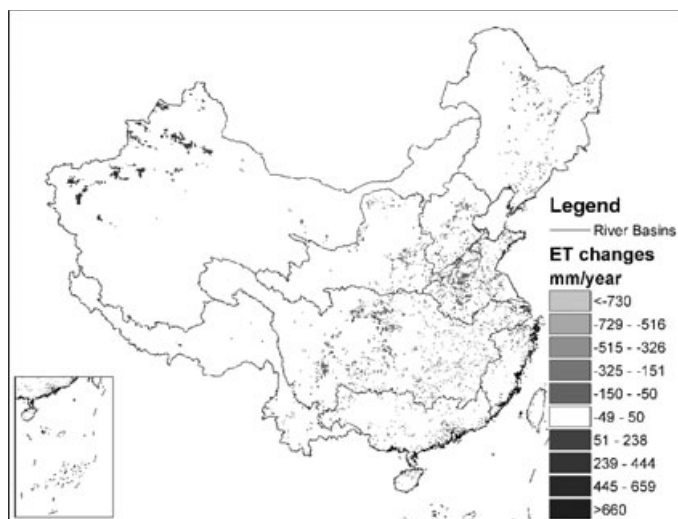 Legend
River Basins
ET changes
mm/year
<-730
-729 - -516
-515 - -326
-325 - -151
-150 - -50
-49 - 50
51 - 238
239 - 444
445 - 659
>660